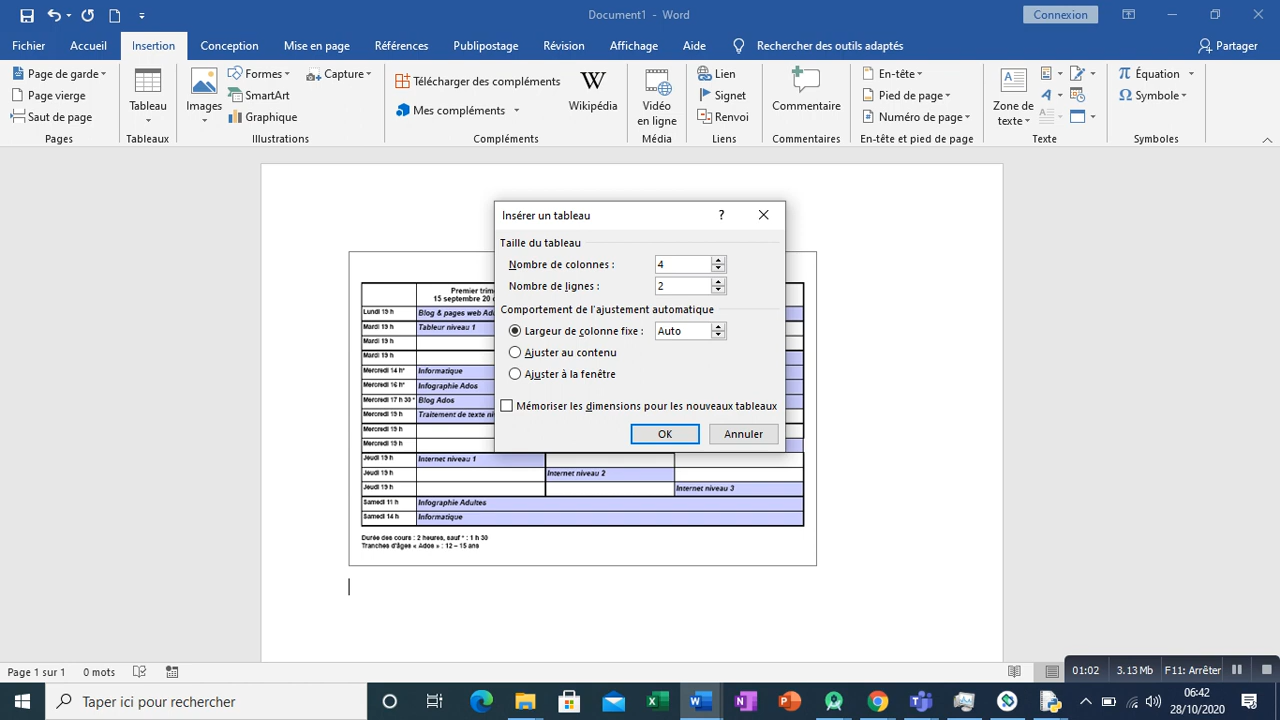 Document1 - Word
Connexion
Fichier Accueil Insertion Conception Mise en page Références Publipostage Révision Affichage Aide Rechercher des outils adaptés Partager
Page de garde
Page vierge
Saut de page
Pages
Tableau
Tableaux
Images
Formes
SmartArt
Graphique
Capture
Illustrations
Télécharger des compléments
Mes compléments
Wikipédia
Compléments
Vidéo
en ligne
Média
Lien
Signet
Renvoi
Liens
Commentaire
Commentaires
En-tête
Pied de page
Numéro de page
En-tête et pied de page
Zone de
texte
Texte
Équation
Symbole
Symboles
Insérer un tableau
?
Taille du tableau
Nombre de colonnes : 4
Nombre de lignes : 2
Comportement de l'ajustement automatique
Largeur de colonne fixe : Auto
Ajuster au contenu
Ajuster à la fenêtre
Mémoriser les dimensions pour les nouveaux tableaux
OK Annuler
Premier trim
15 septembre 20
Lundi 19 h Blog & pages web Ad
Mardi 19 h Tableur niveau 1
Mardi 19 h
Mardi 19 h
Mercredi 14 h* Informatique
Mercredi 16 h* Infographie Ados
Mercredi 17 h 30 * Blog Ados
Mercredi 19 h Traitement de texte
Mercredi 19 h
Mercredi 19 h
Jeudi 19 h Internet niveau 1
Jeudi 19 h Internet niveau 2
Jeudi 19 h Internet niveau 3
Samedi 11 h Infographie Adultes
Samedi 14 h Informatique
Durée des cours : 2 heures, sauf * : 1 h 30
Tranches d'âges « Ados » : 12 – 15 ans
Page 1 sur 1 0 mots
01:02 3.13 Mb F11: Arrêter
Taper ici pour rechercher
06:42
28/10/2020